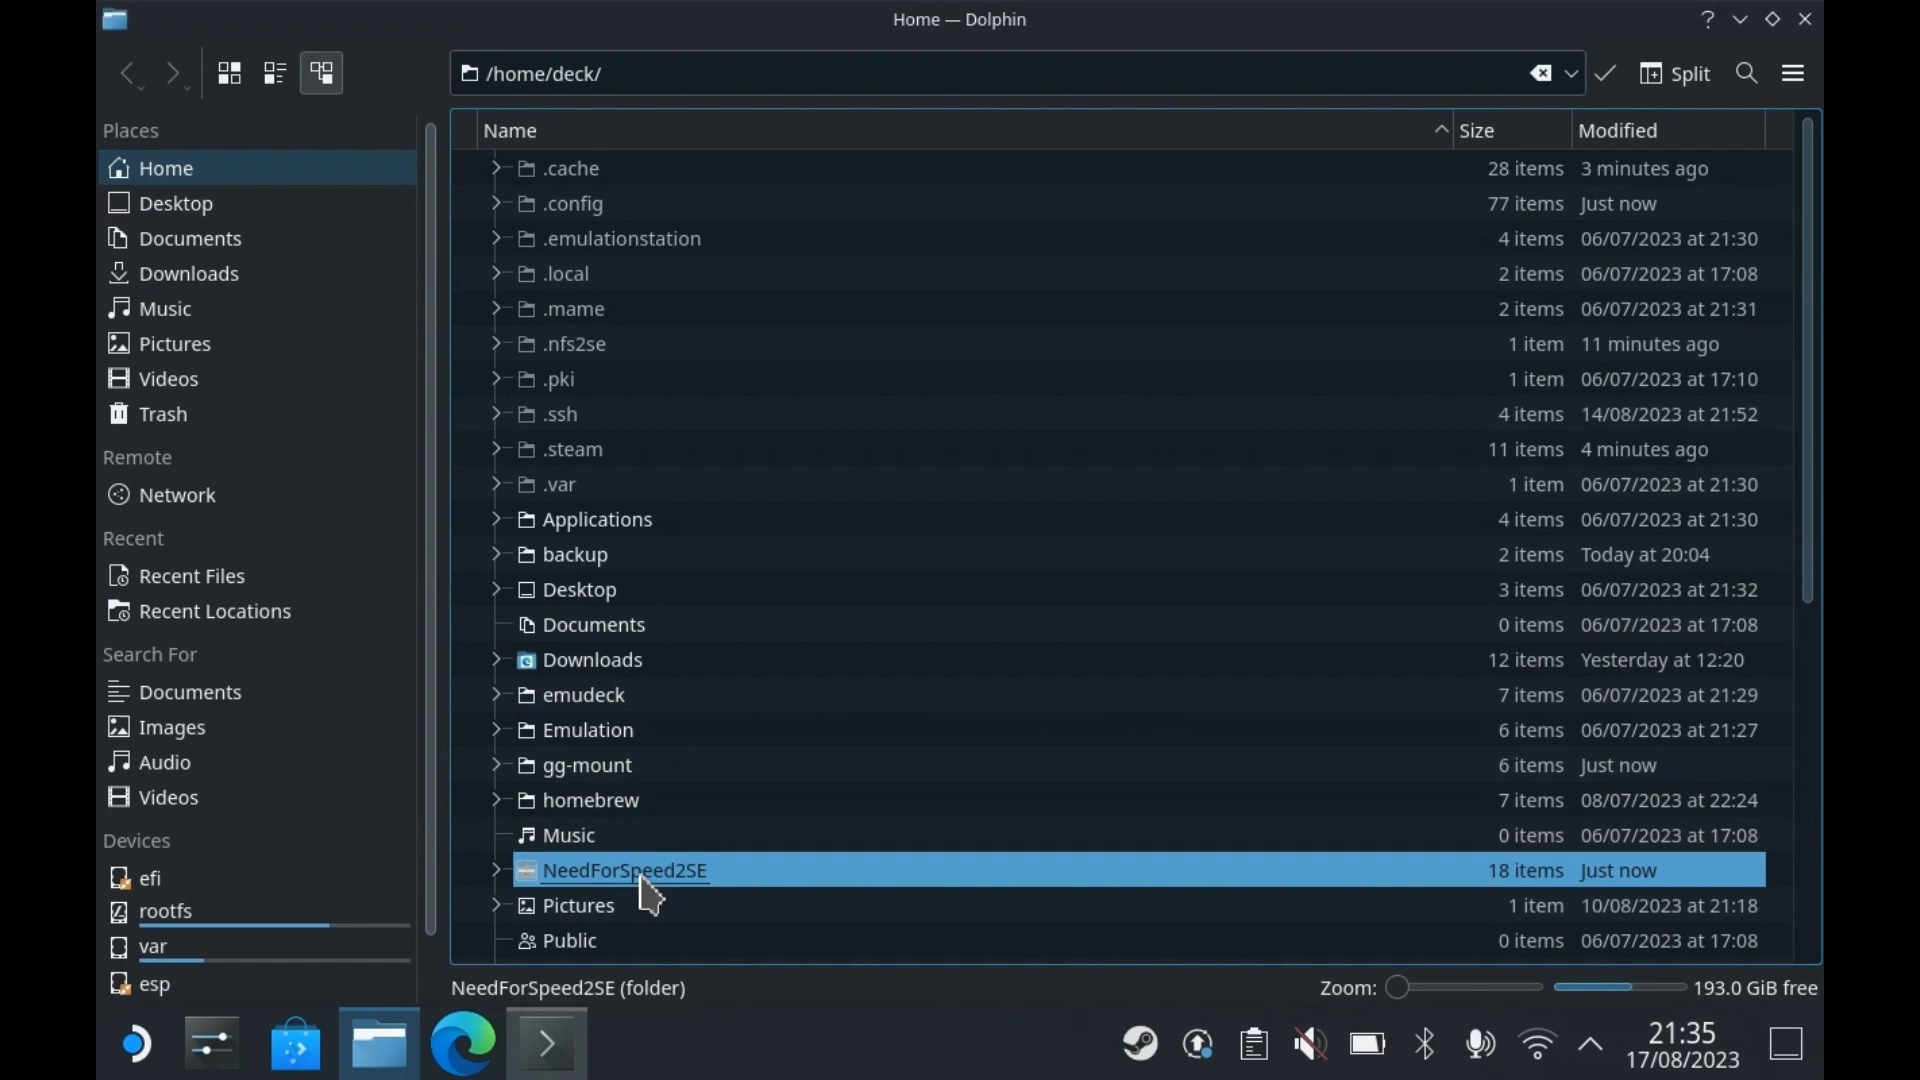 Home — Dolphin
/home/deck/
Split
Places
Home
Desktop
Documents
Downloads
Music
Pictures
Videos
Trash
Remote
Network
Recent
Recent Files
Recent Locations
Search For
Documents
Images
Audio
Videos
Devices
efi
rootfs
var
esp
Name Size Modified
.cache 28 items 3 minutes ago
.config 77 items Just now
.emulationstation 4 items 06/07/2023 at 21:30
.local 2 items 06/07/2023 at 17:08
.mame 2 items 06/07/2023 at 21:31
.nfs2se 1 item 11 minutes ago
.pki 1 item 06/07/2023 at 17:10
.ssh 4 items 14/08/2023 at 21:52
.steam 11 items 4 minutes ago
.var 1 item 06/07/2023 at 21:30
Applications 4 items 06/07/2023 at 21:30
backup 2 items Today at 20:04
Desktop 3 items 06/07/2023 at 21:32
Documents 0 items 06/07/2023 at 17:08
Downloads 12 items Yesterday at 12:20
emudeck 7 items 06/07/2023 at 21:29
Emulation 6 items 06/07/2023 at 21:27
gg-mount 6 items Just now
homebrew 7 items 08/07/2023 at 22:24
Music 0 items 06/07/2023 at 17:08
NeedForSpeed2SE 18 items Just now
Pictures 1 item 10/08/2023 at 21:18
Public 0 items 06/07/2023 at 17:08
NeedForSpeed2SE (folder) Zoom: 193.0 GiB free
21:35
17/08/2023